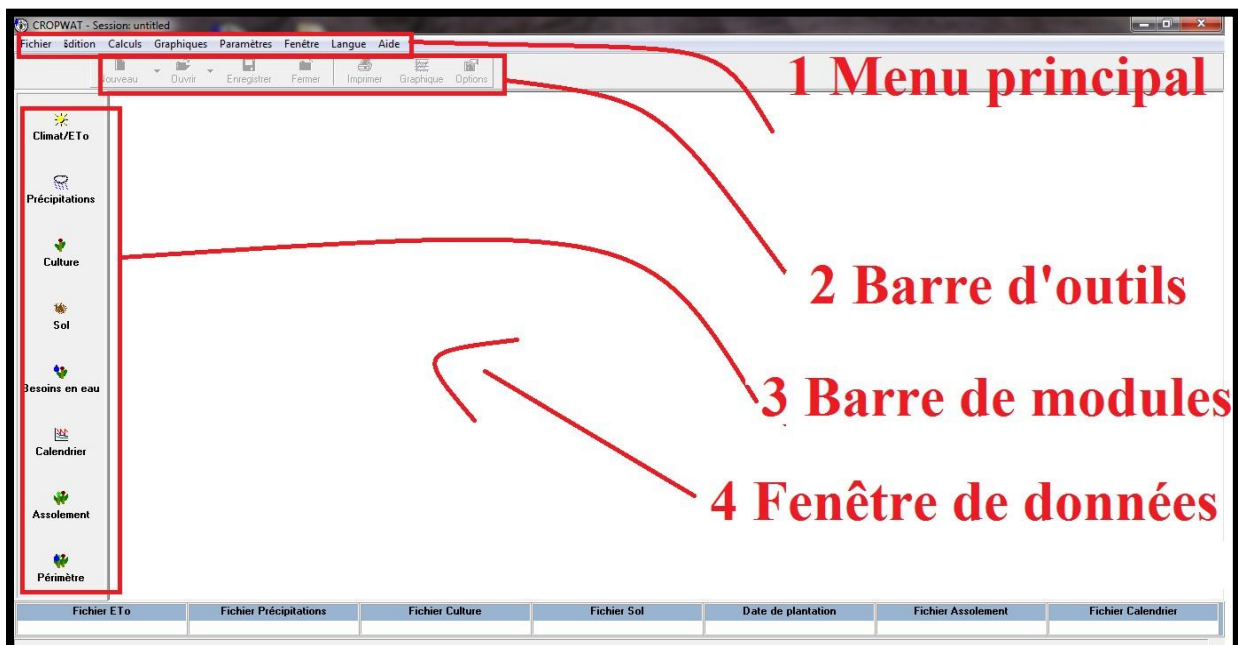 CROPWAT - Session: untitled
Fichier Edition Calculs Graphiques Paramètres Fenêtre Langue Aide
Nouveau Ouvrir Enregistrer Fermer Imprimer Graphique Options
1 Menu principal
Climat/ETo
Précipitations
Culture
2 Barre d'outils
Sol
Besoins en eau
3 Barre de modules
Calendrier
4 Fenêtre de données
Assolement
Périmètre
Fichier ETo Fichier Précipitations Fichier Culture Fichier Sol Date de plantation Fichier Assolement Fichier Calendrier